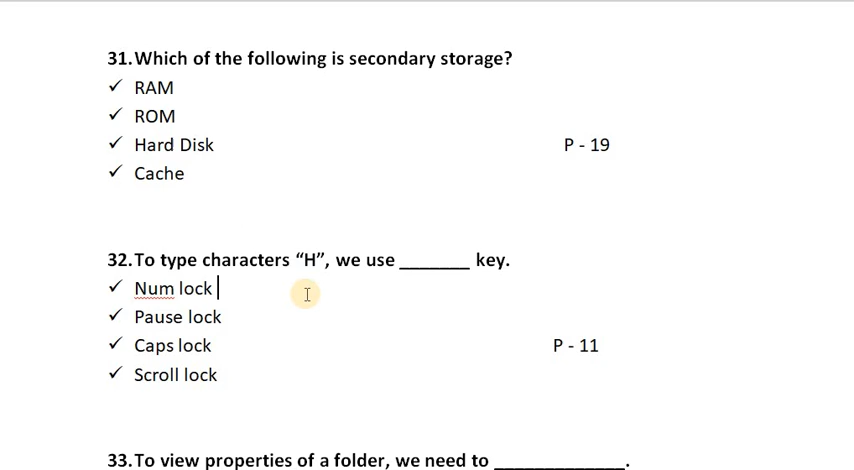 31. Which of the following is secondary storage?
✓ RAM
✓ ROM
✓ Hard Disk P - 19
✓ Cache
32. To type characters “H”, we use _______ key.
✓ Num lock
✓ Pause lock
✓ Caps lock P - 11
✓ Scroll lock
33. To view properties of a folder, we need to _____________.